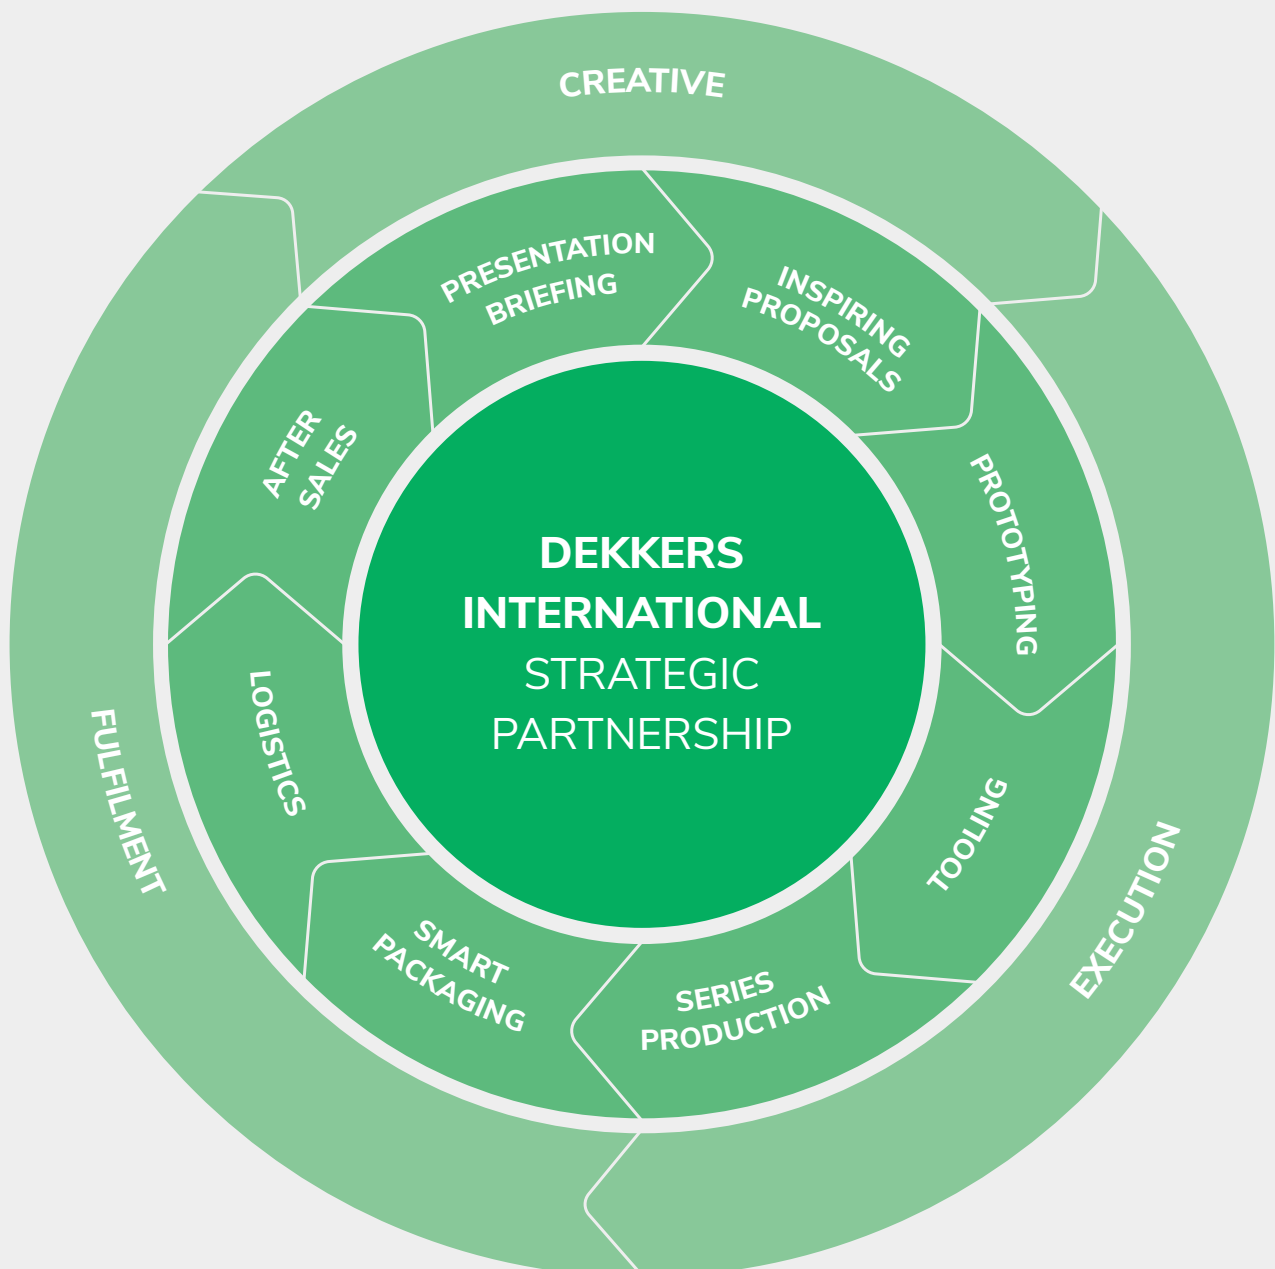 CREATIVE
PRESENTATION
BRIEFING
INSPIRING
PROPOSALS
PROTOTYPING
TOOLING
SERIES
PRODUCTION
SMART
PACKAGING
LOGISTICS
AFTER
SALES
EXECUTION
FULFILMENT
DEKKERS
INTERNATIONAL
STRATEGIC
PARTNERSHIP